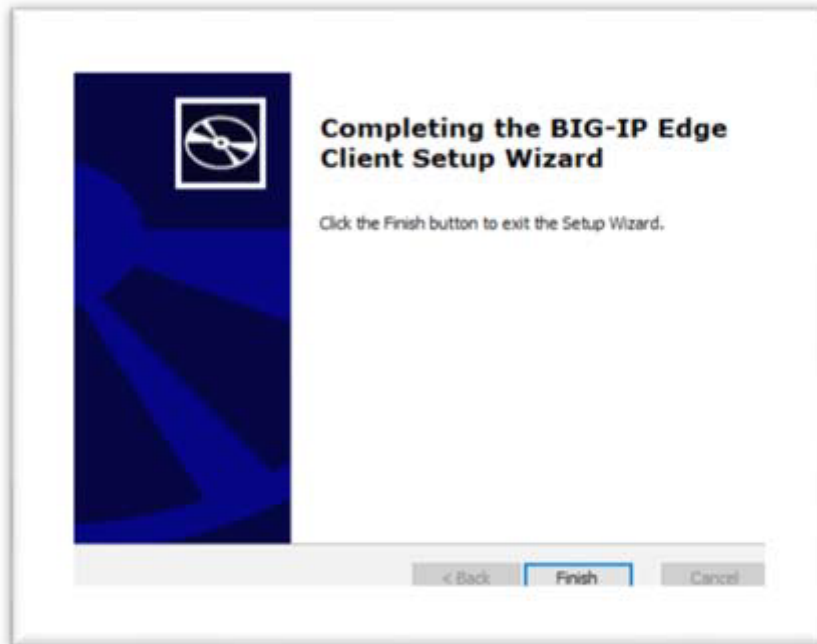 Completing the BIG-IP Edge
Client Setup Wizard
Click the Finish button to exit the Setup Wizard.
< Back Finish Cancel